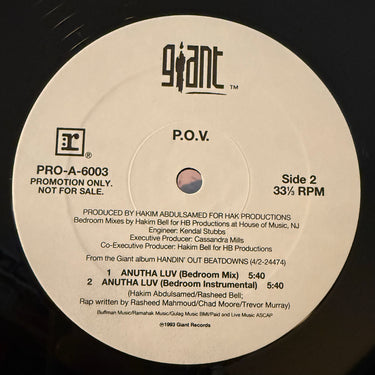 giant ™
P.O.V.
r ®
PRO-A-6003
PROMOTION ONLY.
NOT FOR SALE.
Side 2
33⅓ RPM
PRODUCED BY HAKIM ABDULSAMED FOR HAK PRODUCTIONS
Bedroom Mixes by Hakim Bell for HB Productions at House of Music, NJ
Engineer: Kendal Stubbs
Executive Producer: Cassandra Mills
Co-Executive Producer: Hakim Bell for HB Productions
From the Giant album HANDIN' OUT BEATDOWNS (4/2-24474)
1 ANUTHA LUV (Bedroom Mix) 5:40
2 ANUTHA LUV (Bedroom Instrumental) 5:40
(Hakim Abdulsamed/Rasheed Bell;
Rap written by Rasheed Mahmoud/Chad Moore/Trevor Murray)
Buffman Music/Ramahak Music/Gulag Music BMI/Paid and Live Music ASCAP
℗1993 Giant Records